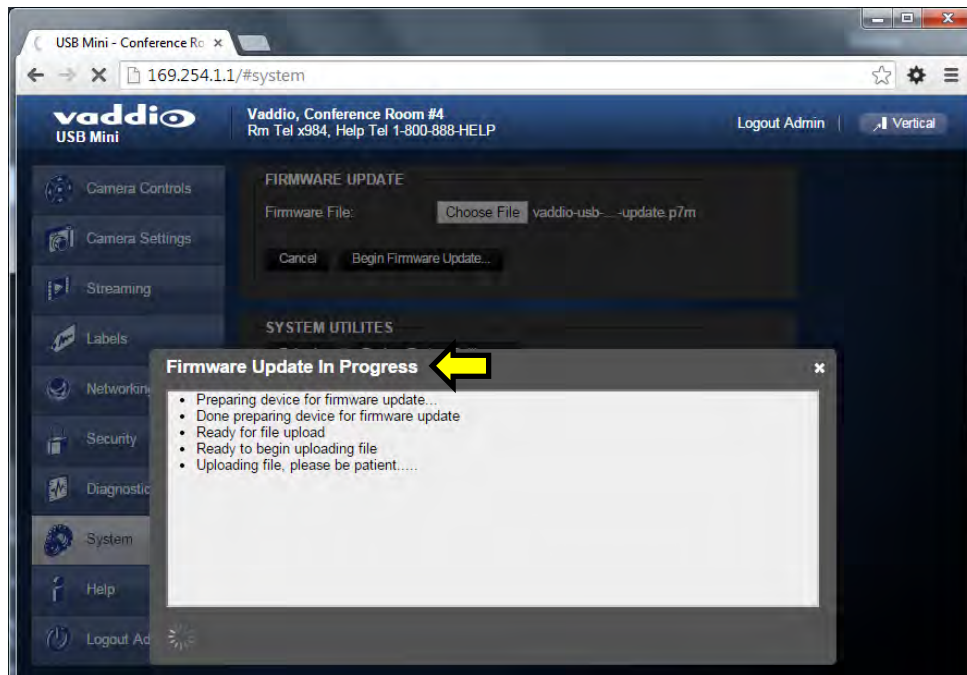 USB Mini - Conference Ro
169.254.1.1/#system
vaddio
USB Mini
Vaddio, Conference Room #4
Rm Tel x984, Help Tel 1-800-888-HELP
Logout Admin
Vertical
Camera Controls
Camera Settings
Streaming
Labels
Networking
Security
Diagnostic
System
Help
Logout Ad
FIRMWARE UPDATE
Firmware File:
Choose File vaddio-usb-...-update.p7m
Cancel
Begin Firmware Update...
SYSTEM UTILITES
Firmware Update In Progress
Preparing device for firmware update...
Done preparing device for firmware update
Ready for file upload
Ready to begin uploading file
Uploading file, please be patient.....